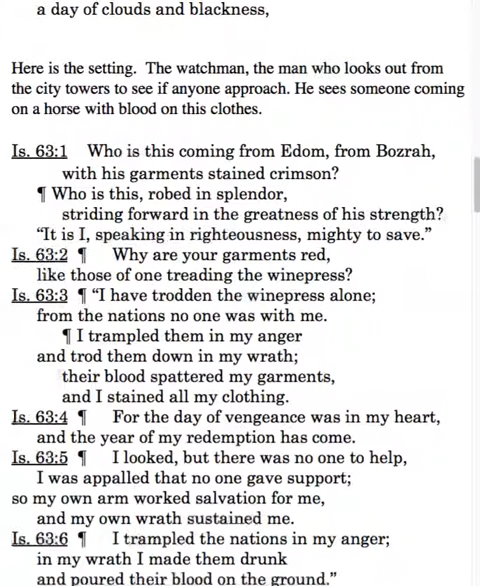 a day of clouds and blackness,
Here is the setting.  The watchman, the man who looks out from
the city towers to see if anyone approach. He sees someone coming
on a horse with blood on this clothes.
Is. 63:1 Who is this coming from Edom, from Bozrah,
with his garments stained crimson?
¶ Who is this, robed in splendor,
striding forward in the greatness of his strength?
“It is I, speaking in righteousness, mighty to save.”
Is. 63:2 ¶ Why are your garments red,
like those of one treading the winepress?
Is. 63:3 ¶ “I have trodden the winepress alone;
from the nations no one was with me.
¶ I trampled them in my anger
and trod them down in my wrath;
their blood spattered my garments,
and I stained all my clothing.
Is. 63:4 ¶ For the day of vengeance was in my heart,
and the year of my redemption has come.
Is. 63:5 ¶ I looked, but there was no one to help,
I was appalled that no one gave support;
so my own arm worked salvation for me,
and my own wrath sustained me.
Is. 63:6 ¶ I trampled the nations in my anger;
in my wrath I made them drunk
and poured their blood on the ground.”